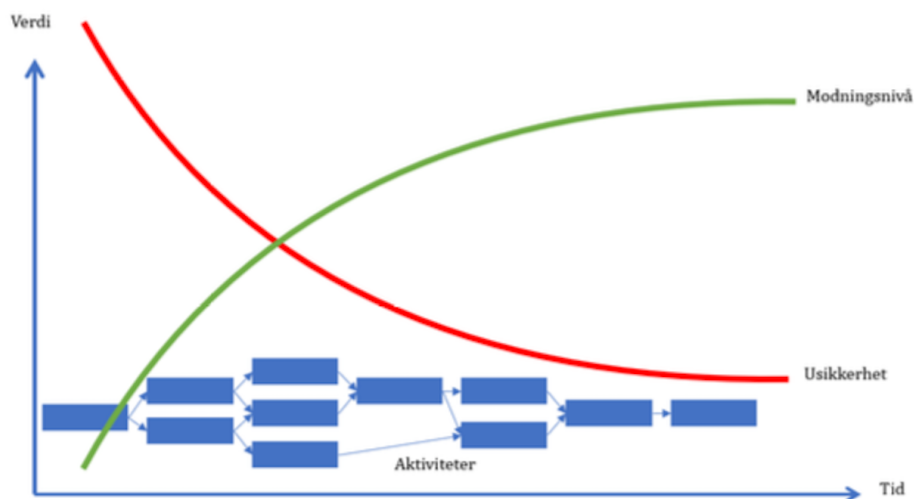 Verdi
Modningsnivå
Usikkerhet
Aktiviteter
Tid